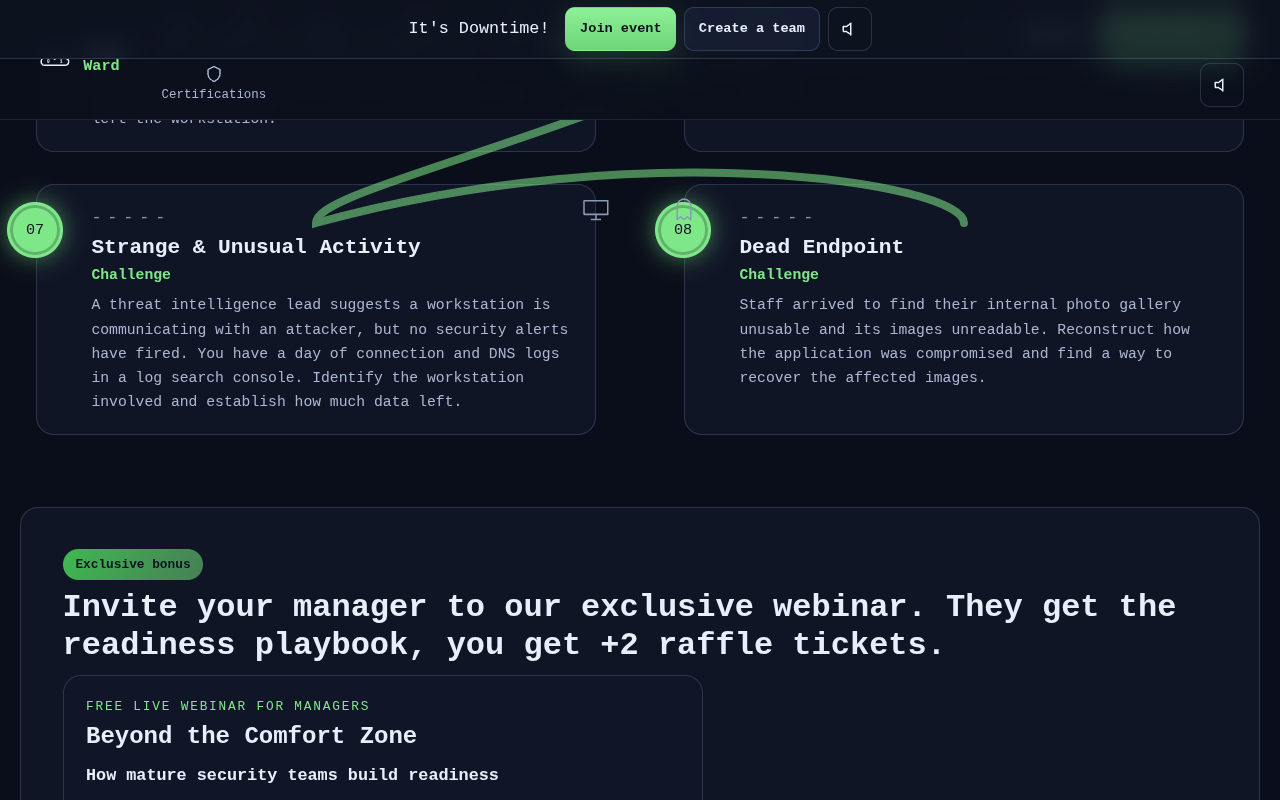 It's Downtime!
Join event
Create a team
Ward
Certifications
left the workstation.
07
- - - - -
Strange & Unusual Activity
Challenge
A threat intelligence lead suggests a workstation is
communicating with an attacker, but no security alerts
have fired. You have a day of connection and DNS logs
in a log search console. Identify the workstation
involved and establish how much data left.
08
- - - - -
Dead Endpoint
Challenge
Staff arrived to find their internal photo gallery
unusable and its images unreadable. Reconstruct how
the application was compromised and find a way to
recover the affected images.
Exclusive bonus
Invite your manager to our exclusive webinar. They get the
readiness playbook, you get +2 raffle tickets.
FREE LIVE WEBINAR FOR MANAGERS
Beyond the Comfort Zone
How mature security teams build readiness